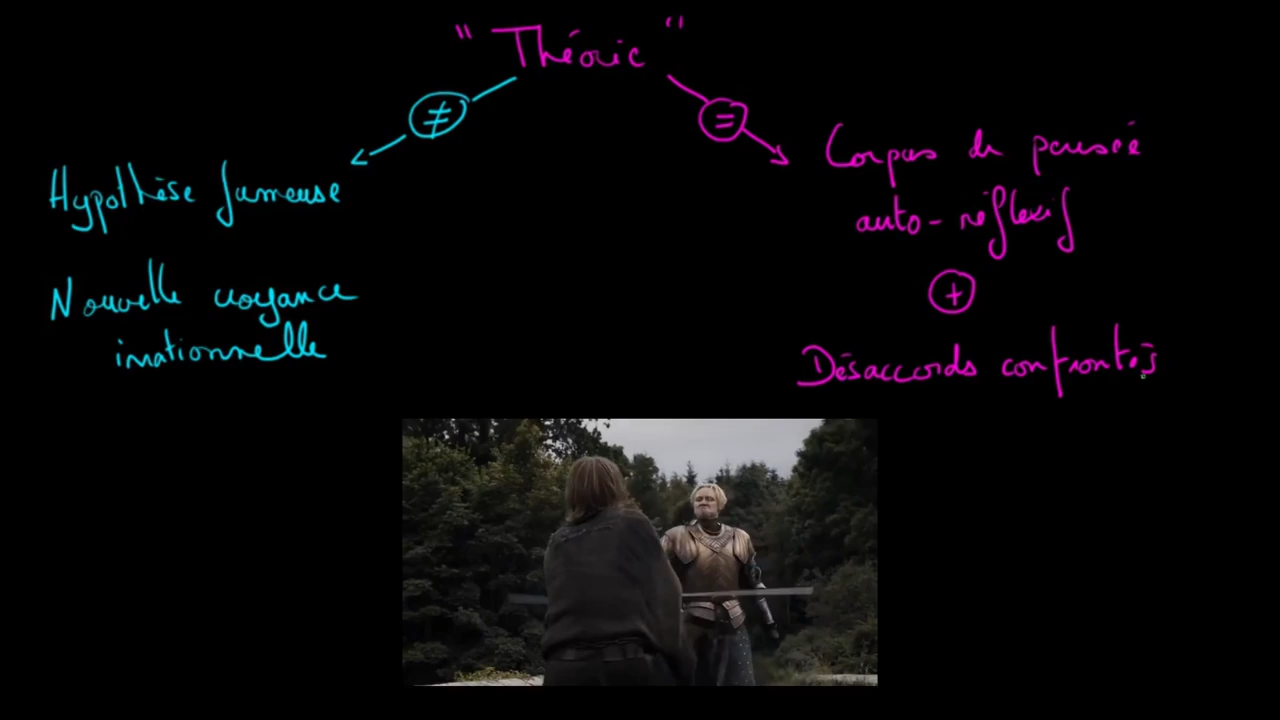 "Théorie"
≠
=
Hypothèse fumeuse
Corpus de pensée
auto-réflexif
Nouvelle croyance
irrationnelle
+
Désaccords confrontés